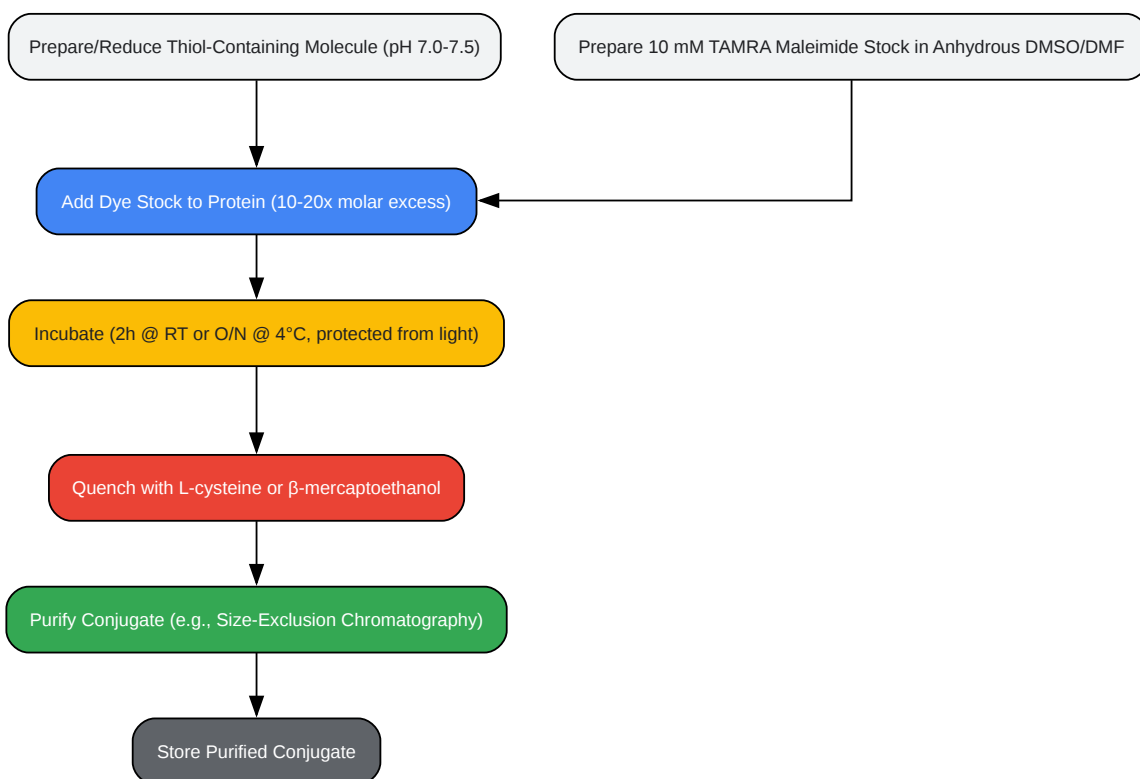 Prepare/Reduce Thiol-Containing Molecule (pH 7.0-7.5)
Prepare 10 mM TAMRA Maleimide Stock in Anhydrous DMSO/DMF
Add Dye Stock to Protein (10-20x molar excess)
Incubate (2h @ RT or O/N @ 4°C, protected from light)
Quench with L-cysteine or β-mercaptoethanol
Purify Conjugate (e.g., Size-Exclusion Chromatography)
Store Purified Conjugate